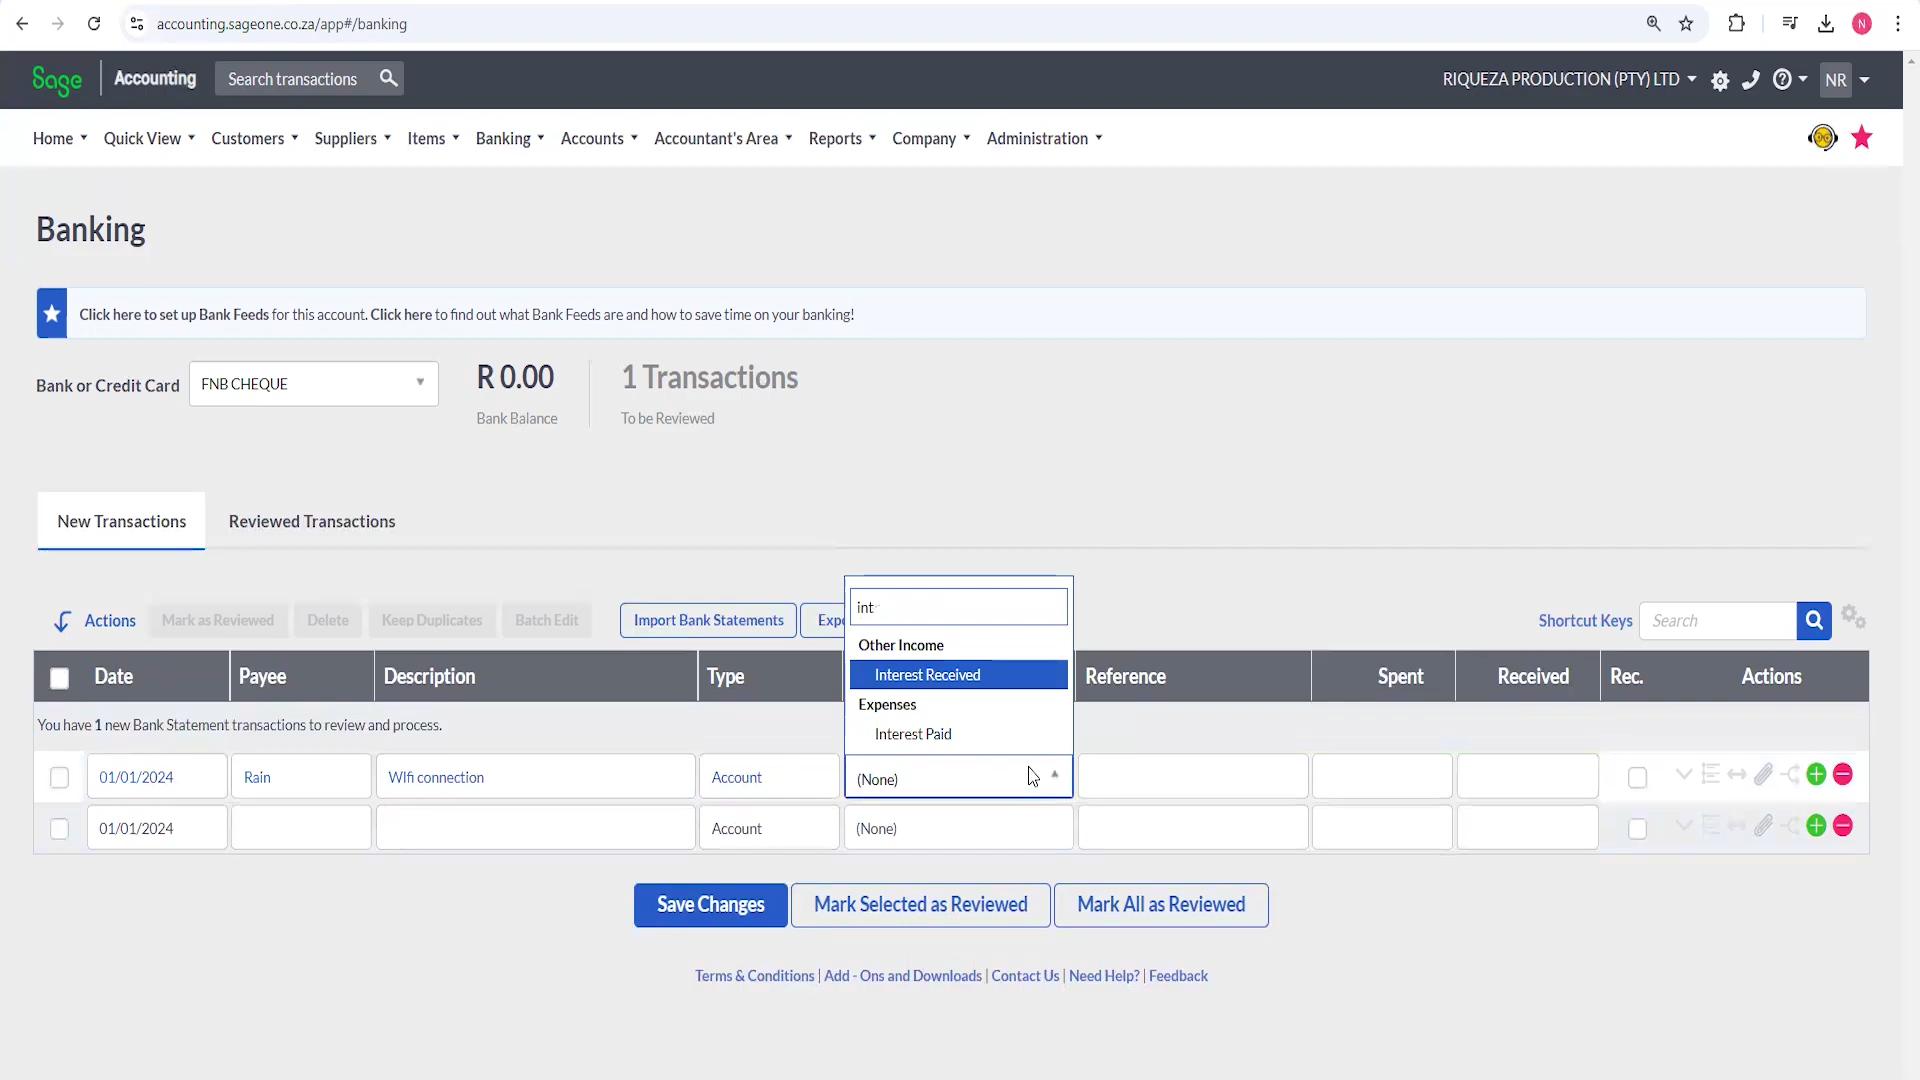 accounting.sageone.co.za/app#/banking
N
Sage Accounting Search transactions RIQUEZA PRODUCTION (PTY) LTD NR
Home Quick View Customers Suppliers Items Banking Accounts Accountant's Area Reports Company Administration
Banking
Click here to set up Bank Feeds for this account. Click here to find out what Bank Feeds are and how to save time on your banking!
Bank or Credit Card FNB CHEQUE
R 0.00
Bank Balance
1 Transactions
To be Reviewed
New Transactions Reviewed Transactions
Actions Mark as Reviewed Delete Keep Duplicates Batch Edit Import Bank Statements Expo
Shortcut Keys Search
int
Other Income
Interest Received
Expenses
Interest Paid
Date Payee Description Type Reference Spent Received Rec. Actions
You have 1 new Bank Statement transactions to review and process.
01/01/2024 Rain WIfi connection Account (None)
01/01/2024 Account (None)
Save Changes Mark Selected as Reviewed Mark All as Reviewed
Terms & Conditions | Add - Ons and Downloads | Contact Us | Need Help? | Feedback